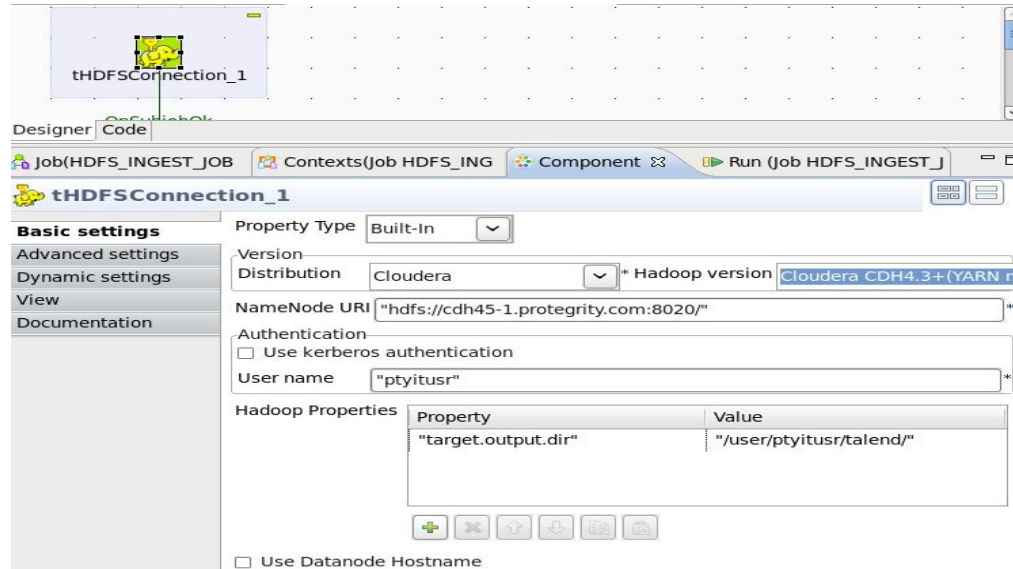 tHDFSConnection_1
OnSubjobOk
Designer Code
Job(HDFS_INGEST_JOB Contexts(Job HDFS_ING Component Run (Job HDFS_INGEST_J
tHDFSConnection_1
Basic settings
Advanced settings
Dynamic settings
View
Documentation
Property Type Built-In
Version
Distribution Cloudera * Hadoop version Cloudera CDH4.3+(YARN
NameNode URI "hdfs://cdh45-1.protegrity.com:8020/" *
Authentication
Use kerberos authentication
User name "ptyitusr" *
Hadoop Properties Property Value
"target.output.dir" "/user/ptyitusr/talend/"
Use Datanode Hostname